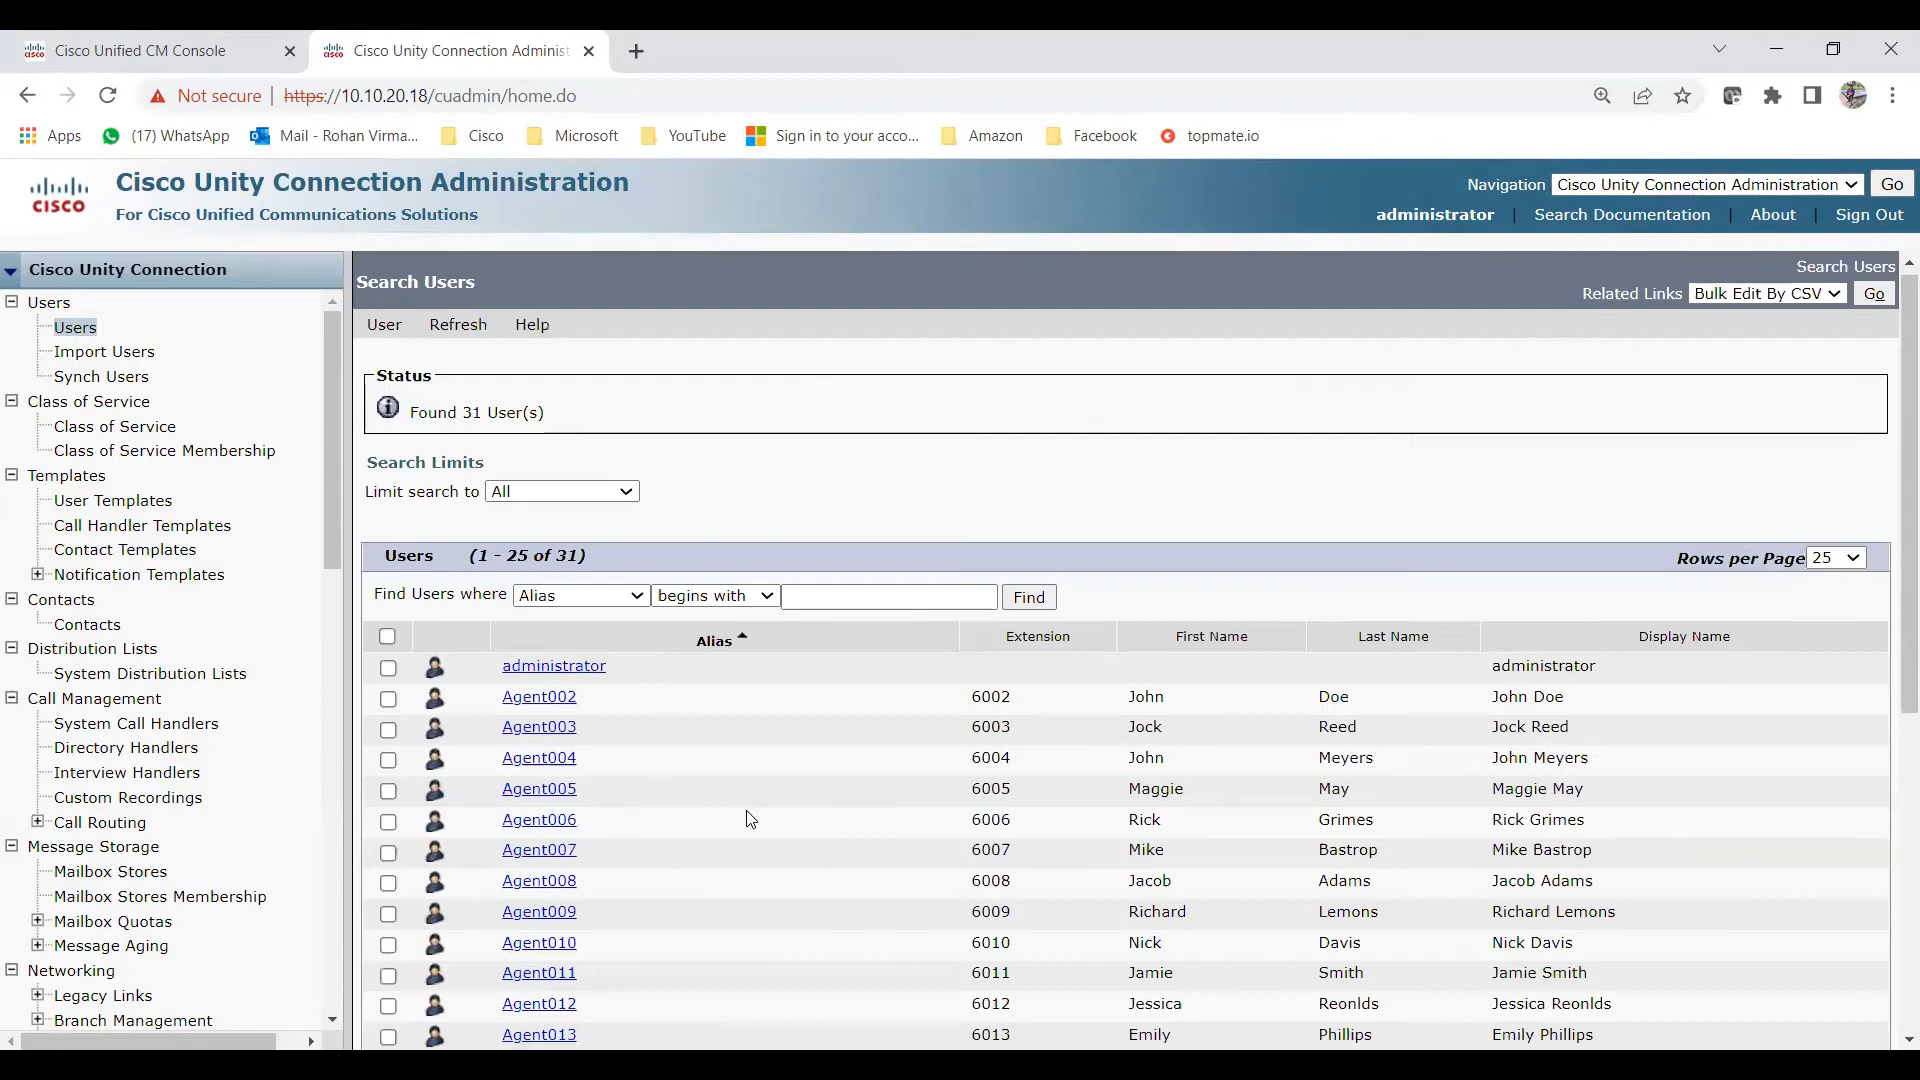 Cisco Unified CM Console
Cisco Unity Connection Administ
Not secure | https://10.10.20.18/cuadmin/home.do
Apps (17) WhatsApp Mail - Rohan Virma... Cisco Microsoft YouTube Sign in to your acco... Amazon Facebook topmate.io
CISCO
Cisco Unity Connection Administration
For Cisco Unified Communications Solutions
Navigation Cisco Unity Connection Administration Go
administrator | Search Documentation | About | Sign Out
Cisco Unity Connection
Users
Users
Import Users
Synch Users
Class of Service
Class of Service
Class of Service Membership
Templates
User Templates
Call Handler Templates
Contact Templates
Notification Templates
Contacts
Contacts
Distribution Lists
System Distribution Lists
Call Management
System Call Handlers
Directory Handlers
Interview Handlers
Custom Recordings
Call Routing
Message Storage
Mailbox Stores
Mailbox Stores Membership
Mailbox Quotas
Message Aging
Networking
Legacy Links
Branch Management
Search Users
Search Users
Related Links Bulk Edit By CSV Go
User Refresh Help
Status
Found 31 User(s)
Search Limits
Limit search to All
Users (1 - 25 of 31)
Rows per Page 25
Find Users where Alias begins with Find
Alias Extension First Name Last Name Display Name
administrator administrator
Agent002 6002 John Doe John Doe
Agent003 6003 Jock Reed Jock Reed
Agent004 6004 John Meyers John Meyers
Agent005 6005 Maggie May Maggie May
Agent006 6006 Rick Grimes Rick Grimes
Agent007 6007 Mike Bastrop Mike Bastrop
Agent008 6008 Jacob Adams Jacob Adams
Agent009 6009 Richard Lemons Richard Lemons
Agent010 6010 Nick Davis Nick Davis
Agent011 6011 Jamie Smith Jamie Smith
Agent012 6012 Jessica Reonlds Jessica Reonlds
Agent013 6013 Emily Phillips Emily Phillips